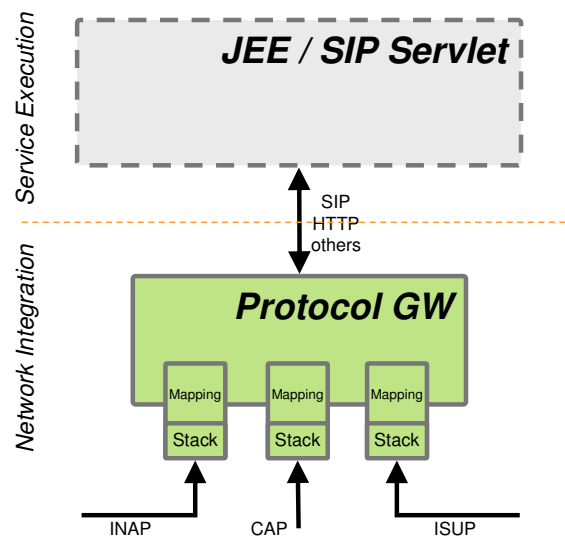 Service Execution
JEE / SIP Servlet
SIP
HTTP
others
Network Integration
Protocol GW
Mapping Mapping Mapping
Stack Stack Stack
INAP CAP ISUP